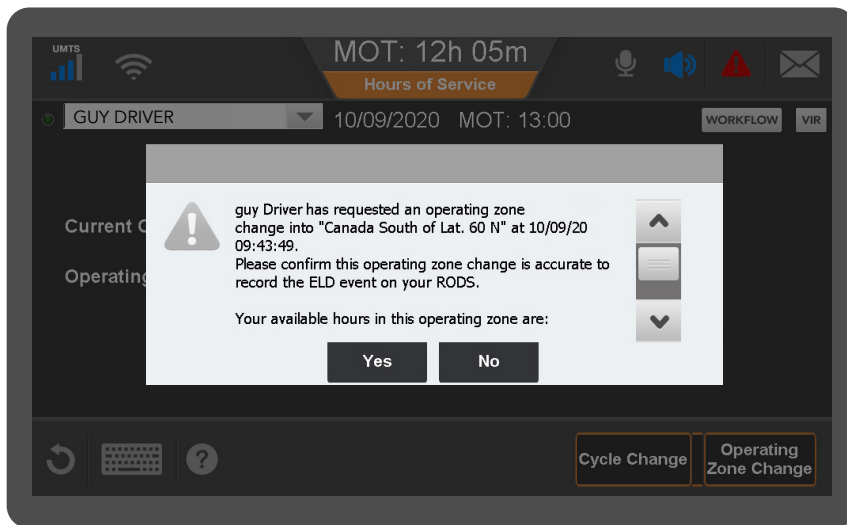 UMTS
MOT: 12h 05m
Hours of Service
GUY DRIVER
10/09/2020 MOT: 13:00
WORKFLOW
VIR
Current
Operating
guy Driver has requested an operating zone
change into "Canada South of Lat. 60 N" at 10/09/20
09:43:49.
Please confirm this operating zone change is accurate to
record the ELD event on your RODS.
Your available hours in this operating zone are:
Yes
No
?
Cycle Change
Operating
Zone Change